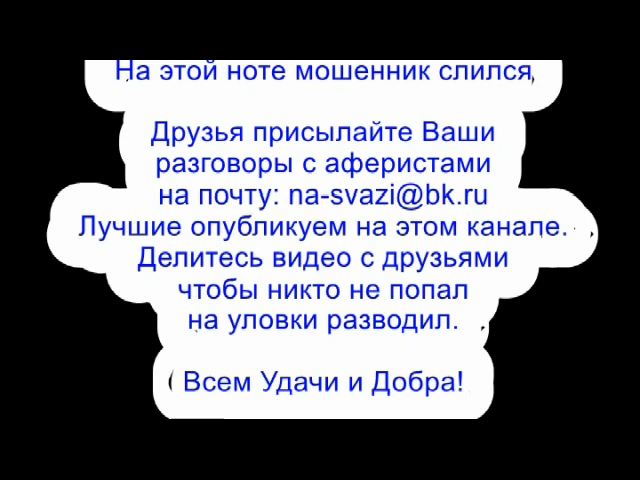 На этой ноте мошенник слился
Друзья присылайте Ваши
разговоры с аферистами
на почту: na-svazi@bk.ru
Лучшие опубликуем на этом канале.
Делитесь видео с друзьями
чтобы никто не попал
на уловки разводил.
Всем Удачи и Добра!